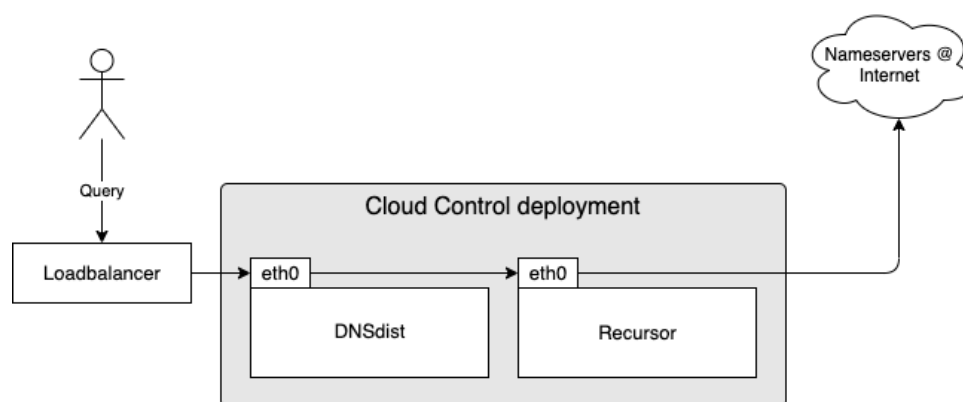 Nameservers @
Internet
Query
Cloud Control deployment
Loadbalancer
eth0
eth0
DNSdist
Recursor